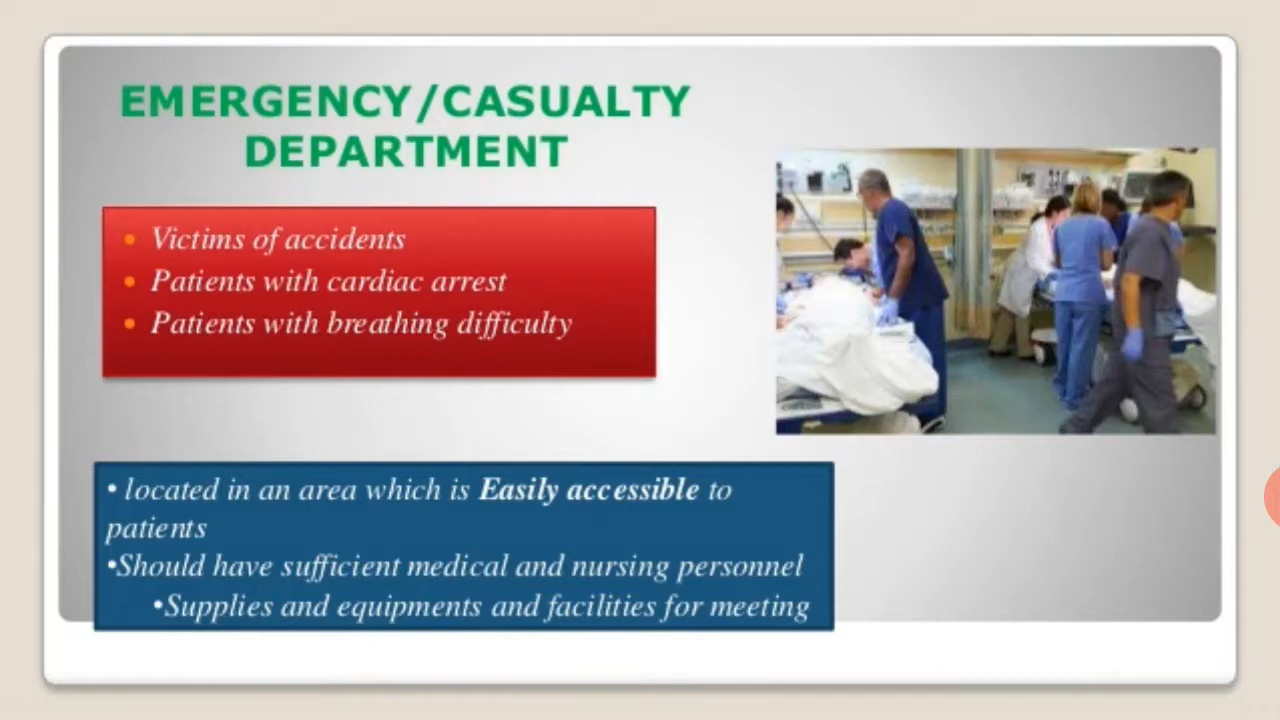 EMERGENCY/CASUALTY
DEPARTMENT
• Victims of accidents
• Patients with cardiac arrest
• Patients with breathing difficulty
• located in an area which is Easily accessible to
patients
•Should have sufficient medical and nursing personnel
•Supplies and equipments and facilities for meeting